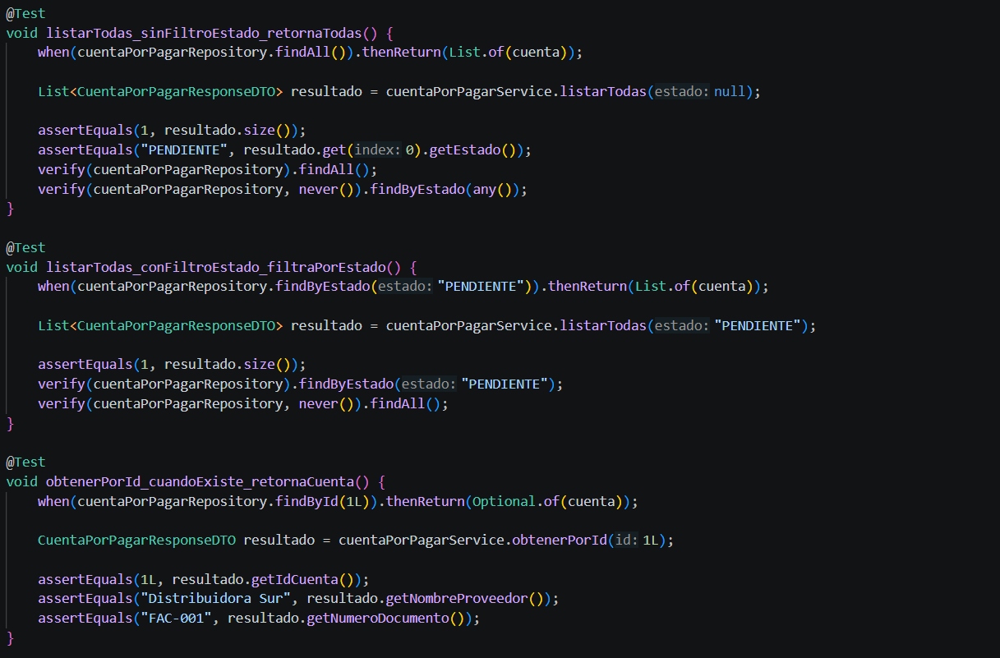 @Test
void listarTodas_sinFiltroEstado_retornaTodas() {
    when(cuentaPorPagarRepository.findAll()).thenReturn(List.of(cuenta));

    List<CuentaPorPagarResponseDTO> resultado = cuentaPorPagarService.listarTodas(estado: null);

    assertEquals(1, resultado.size());
    assertEquals("PENDIENTE", resultado.get(index: 0).getEstado());
    verify(cuentaPorPagarRepository).findAll();
    verify(cuentaPorPagarRepository, never()).findByEstado(any());
}

@Test
void listarTodas_conFiltroEstado_filtraPorEstado() {
    when(cuentaPorPagarRepository.findByEstado(estado: "PENDIENTE")).thenReturn(List.of(cuenta));

    List<CuentaPorPagarResponseDTO> resultado = cuentaPorPagarService.listarTodas(estado: "PENDIENTE");

    assertEquals(1, resultado.size());
    verify(cuentaPorPagarRepository).findByEstado(estado: "PENDIENTE");
    verify(cuentaPorPagarRepository, never()).findAll();
}

@Test
void obtenerPorId_cuandoExiste_retornaCuenta() {
    when(cuentaPorPagarRepository.findById(1L)).thenReturn(Optional.of(cuenta));

    CuentaPorPagarResponseDTO resultado = cuentaPorPagarService.obtenerPorId(id: 1L);

    assertEquals(1L, resultado.getIdCuenta());
    assertEquals("Distribuidora Sur", resultado.getNombreProveedor());
    assertEquals("FAC-001", resultado.getNumeroDocumento());
}